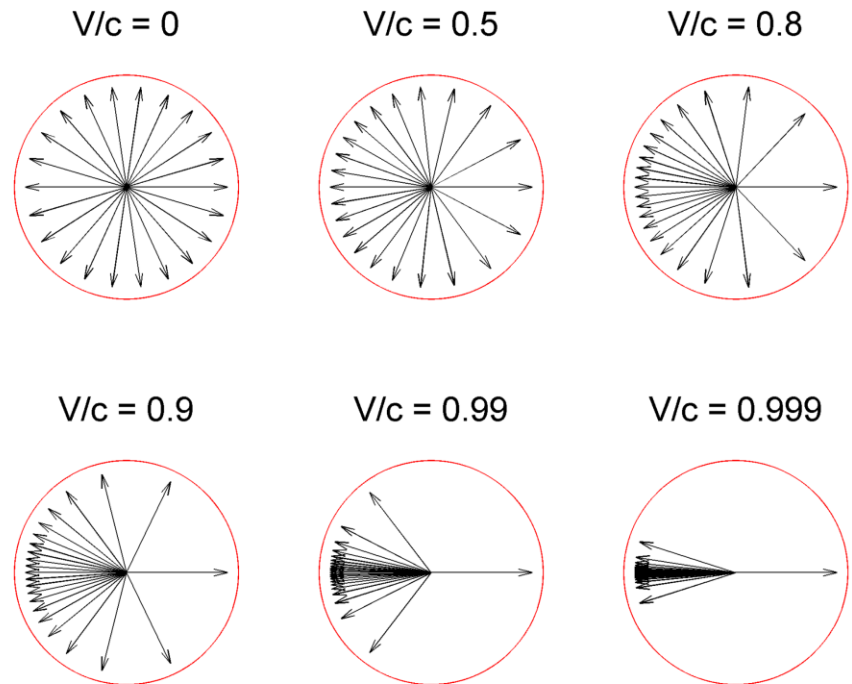 V/c = 0
V/c = 0.5
V/c = 0.8
V/c = 0.9
V/c = 0.99
V/c = 0.999